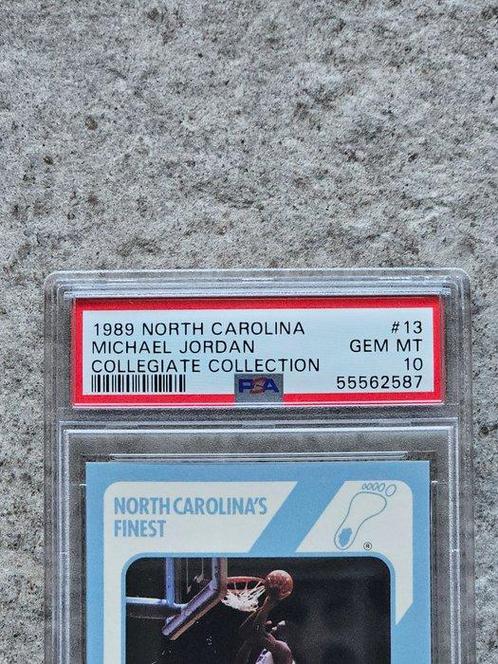 1989 NORTH CAROLINA #13
MICHAEL JORDAN GEM MT
COLLEGIATE COLLECTION 10
PSA 55562587
NORTH CAROLINA'S
FINEST
®